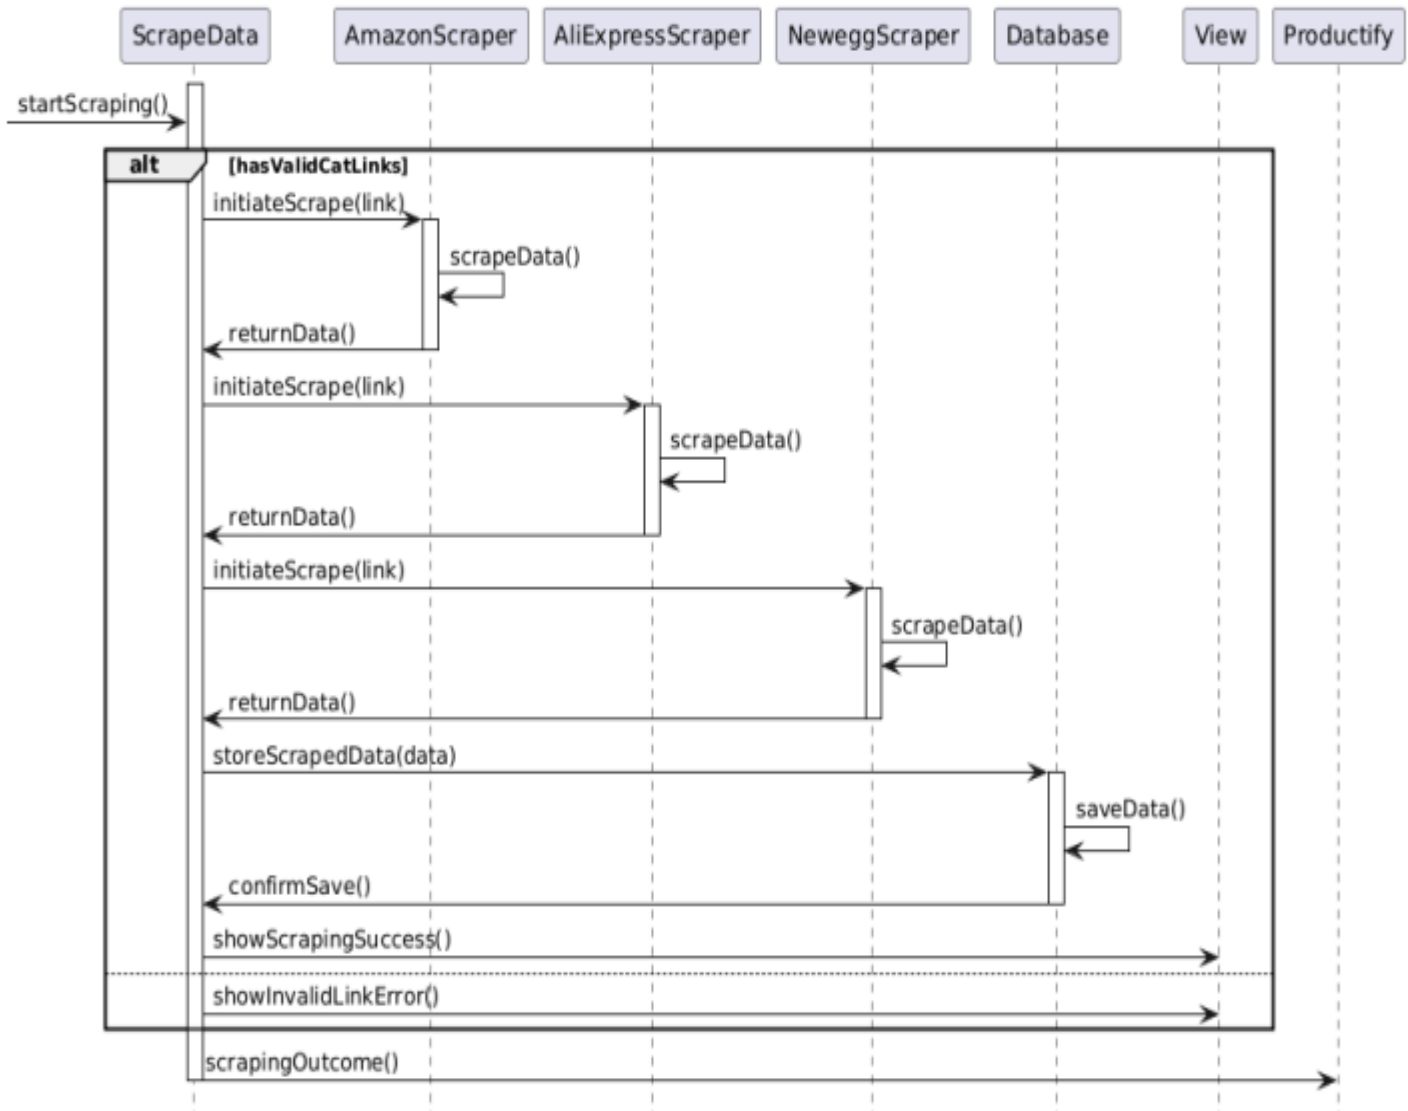 ScrapeData AmazonScraper AliExpressScraper NeweggScraper Database View Productify
startScraping()
alt [hasValidCatLinks]
initiateScrape(link)
scrapeData()
returnData()
initiateScrape(link)
scrapeData()
returnData()
initiateScrape(link)
scrapeData()
returnData()
storeScrapedData(data)
saveData()
confirmSave()
showScrapingSuccess()
showInvalidLinkError()
scrapingOutcome()